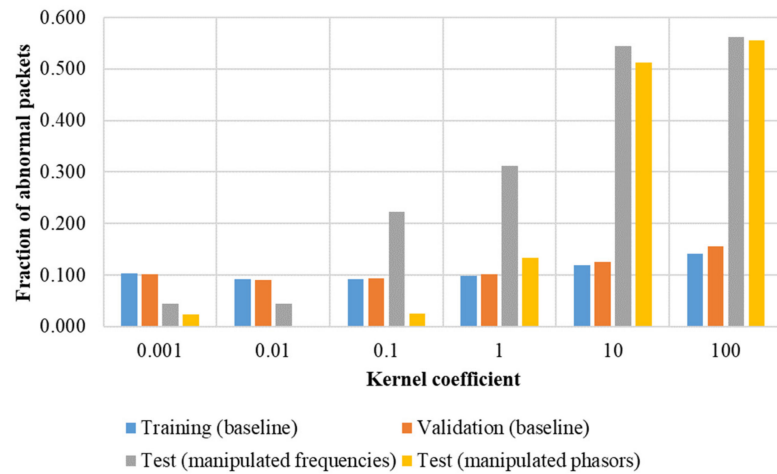 0.600
0.500
0.400
0.300
0.200
0.100
0.000
Fraction of abnormal packets
0.001 0.01 0.1 1 10 100
Kernel coefficient
Training (baseline) Validation (baseline)
Test (manipulated frequencies) Test (manipulated phasors)